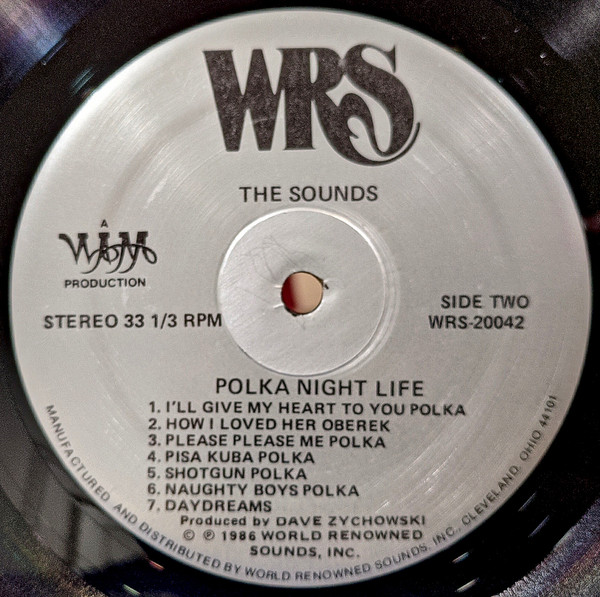 WRS
THE SOUNDS
A
WAM
PRODUCTION
STEREO 33 1/3 RPM
SIDE TWO
WRS-20042
POLKA NIGHT LIFE
1. I'LL GIVE MY HEART TO YOU POLKA
2. HOW I LOVED HER OBEREK
3. PLEASE PLEASE ME POLKA
4. PISA KUBA POLKA
5. SHOTGUN POLKA
6. NAUGHTY BOYS POLKA
7. DAYDREAMS
Produced by DAVE ZYCHOWSKI
© ℗ 1986 WORLD RENOWNED
SOUNDS, INC.
MANUFACTURED AND DISTRIBUTED BY WORLD RENOWNED SOUNDS, INC., CLEVELAND, OHIO 44101